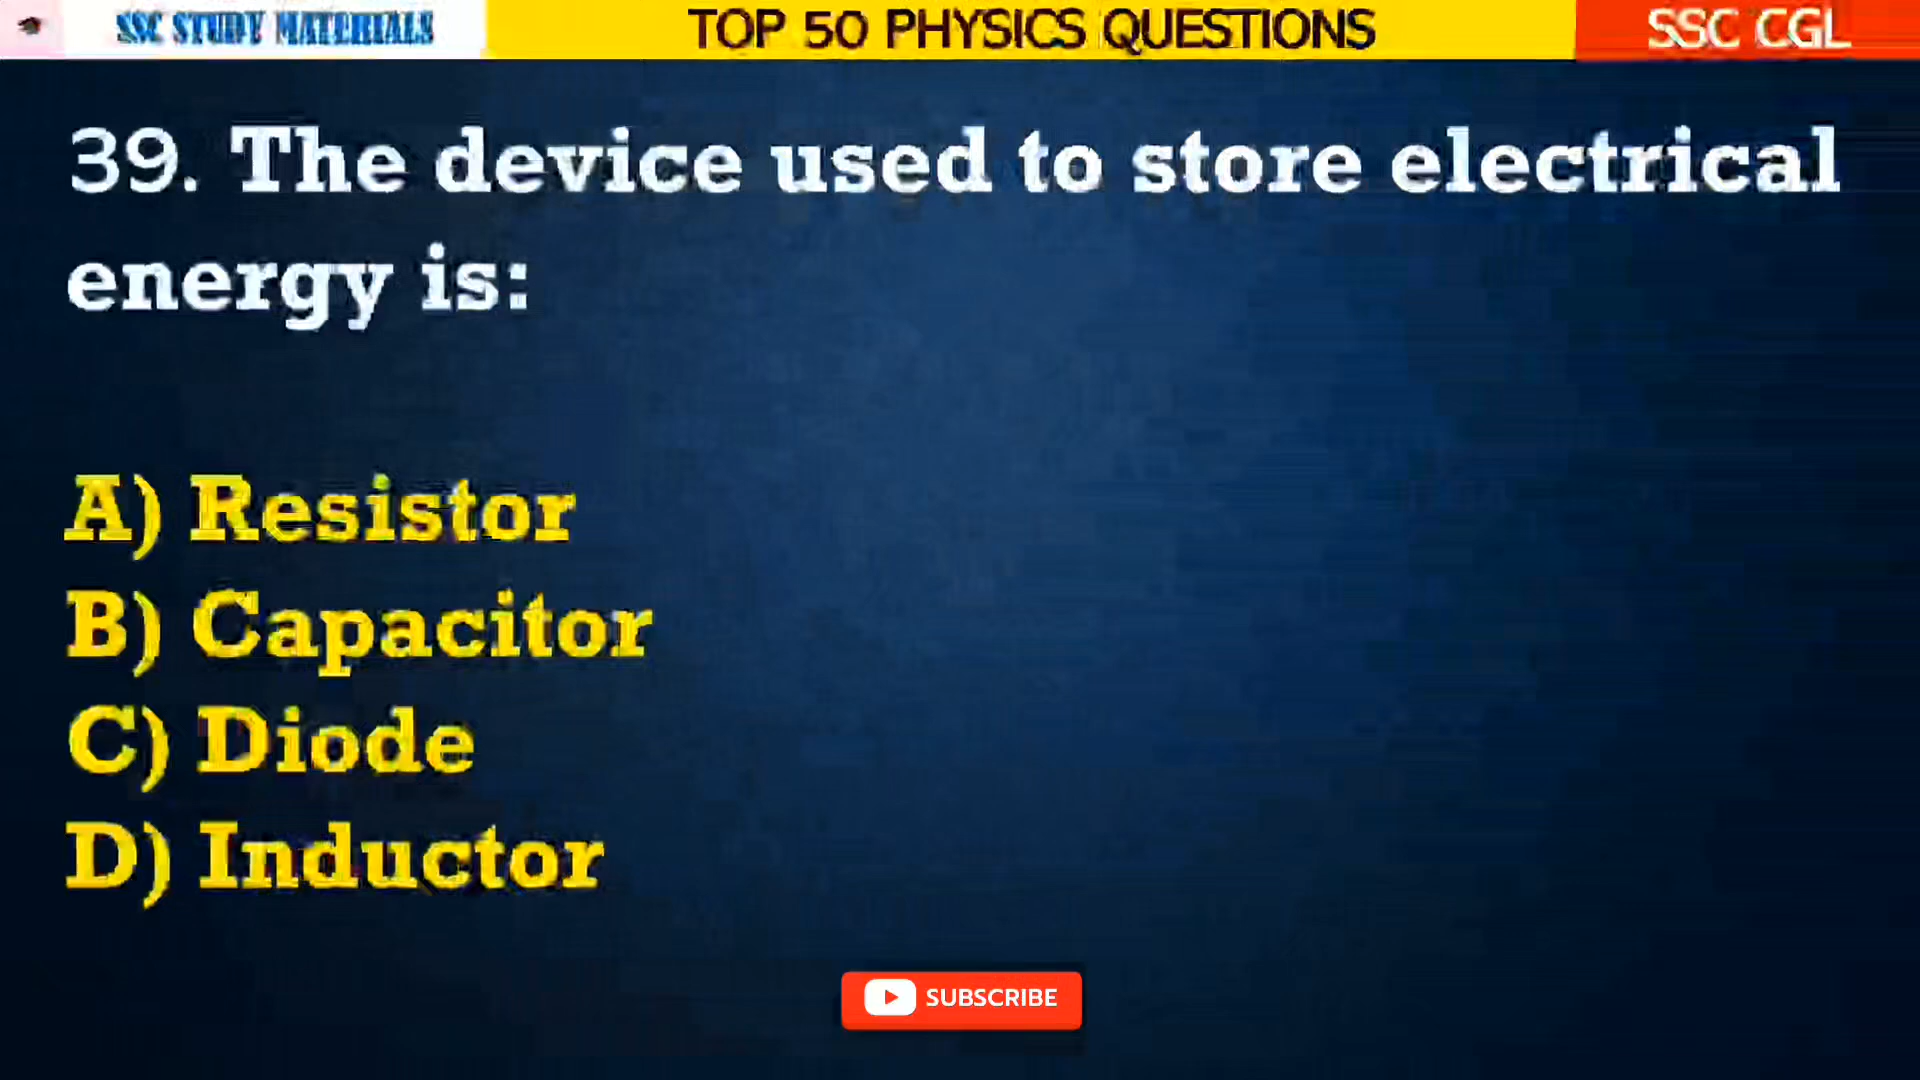 SSC STUDY MATERIALS
TOP 50 PHYSICS QUESTIONS
SSC CGL
39. The device used to store electrical
energy is:
A) Resistor
B) Capacitor
C) Diode
D) Inductor
SUBSCRIBE